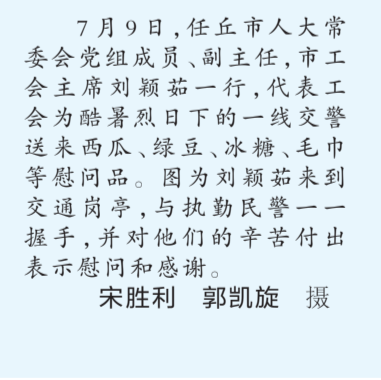 7月9日,任丘市人大常
委会党组成员、副主任,市工
会主席刘颖茹一行,代表工
会为酷暑烈日下的一线交警
送来西瓜、绿豆、冰糖、毛巾
等慰问品。图为刘颖茹来到
交通岗亭,与执勤民警一一
握手,并对他们的辛苦付出
表示慰问和感谢。
宋胜利 郭凯旋 摄